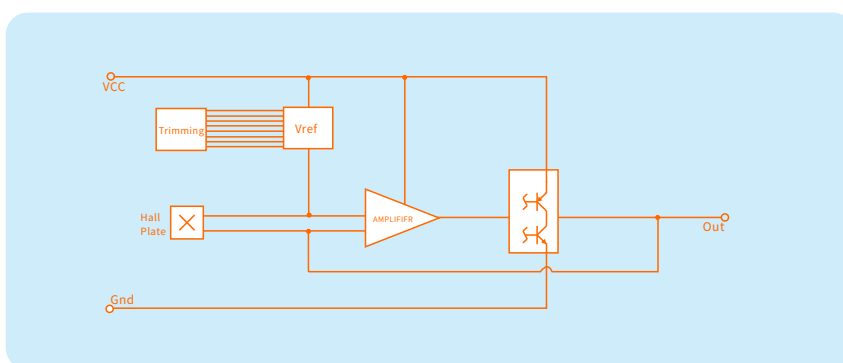 VCC
Trimming
Vref
Hall
Plate
AMPLIFIFR
Out
Gnd